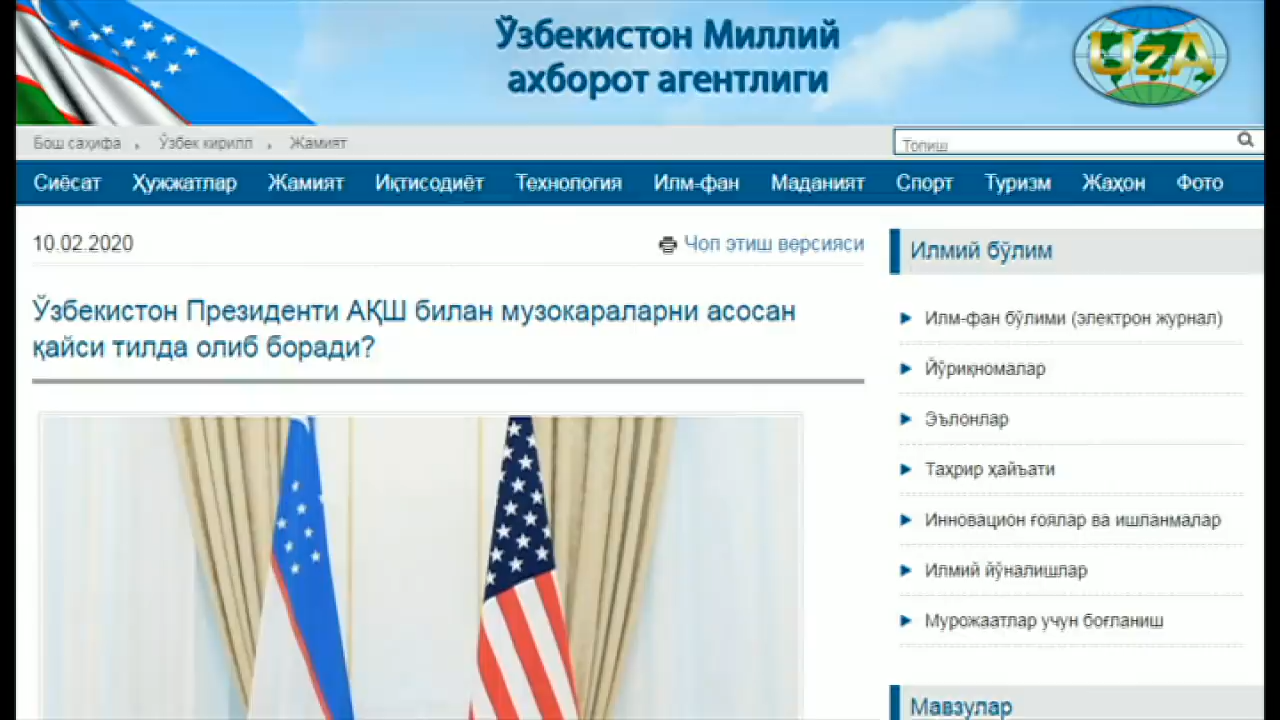 Ўзбекистон Миллий
ахборот агентлиги
UzA
Бош саҳифа , Ўзбек кирилл , Жамият
Топиш
Сиёсат Ҳужжатлар Жамият Иқтисодиёт Технология Илм-фан Маданият Спорт Туризм Жаҳон Фото
10.02.2020
Чоп этиш версияси
Ўзбекистон Президенти АҚШ билан музокараларни асосан
қайси тилда олиб боради?
Илмий бўлим
Илм-фан бўлими (электрон журнал)
Йўриқномалар
Эълонлар
Таҳрир ҳайъати
Инновацион ғоялар ва ишланмалар
Илмий йўналишлар
Мурожаатлар учун боғланиш
Мавзулар